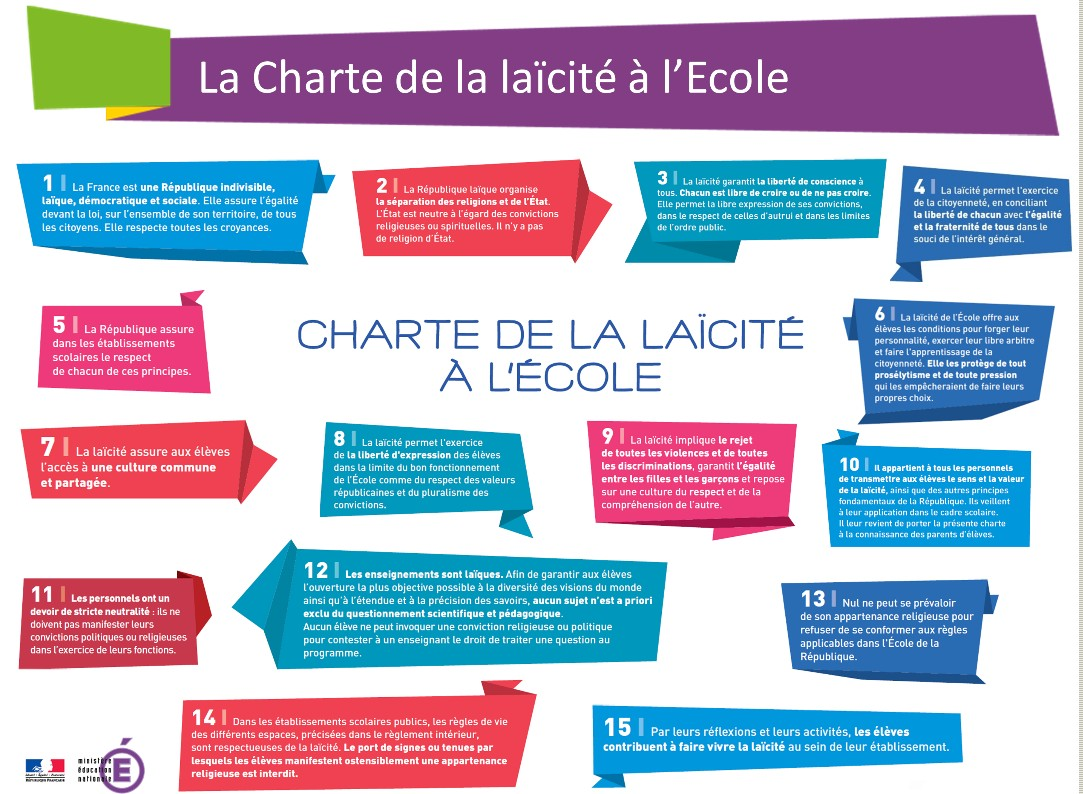 La Charte de la laïcité à l'Ecole
1 | La France est une République indivisible,
laïque, démocratique et sociale. Elle assure l'égalité
devant la loi, sur l'ensemble de son territoire, de tous
les citoyens. Elle respecte toutes les croyances.
2 | La République laïque organise
la séparation des religions et de l'État.
L'État est neutre à l'égard des convictions
religieuses ou spirituelles. Il n'y a pas
de religion d'État.
3 | La laïcité garantit la liberté de conscience à
tous. Chacun est libre de croire ou de ne pas croire.
Elle permet la libre expression de ses convictions,
dans le respect de celles d'autrui et dans les limites
de l'ordre public.
4 | La laïcité permet l'exercice
de la citoyenneté, en conciliant
la liberté de chacun avec l'égalité
et la fraternité de tous dans le
souci de l'intérêt général.
5 | La République assure
dans les établissements
scolaires le respect
de chacun de ces principes.
CHARTE DE LA LAÏCITÉ
À L'ÉCOLE
6 | La laïcité de l'École offre aux
élèves les conditions pour forger leur
personnalité, exercer leur libre arbitre
et faire l'apprentissage de la
citoyenneté. Elle les protège de tout
prosélytisme et de toute pression
qui les empêcheraient de faire leurs
propres choix.
7 | La laïcité assure aux élèves
l'accès à une culture commune
et partagée.
8 | La laïcité permet l'exercice
de la liberté d'expression des élèves
dans la limite du bon fonctionnement
de l'École comme du respect des valeurs
républicaines et du pluralisme des
convictions.
9 | La laïcité implique le rejet
de toutes les violences et de toutes
les discriminations, garantit l'égalité
entre les filles et les garçons et repose
sur une culture du respect et de la
compréhension de l'autre.
10 | Il appartient à tous les personnels
de transmettre aux élèves le sens et la valeur
de la laïcité, ainsi que des autres principes
fondamentaux de la République. Ils veillent
à leur application dans le cadre scolaire.
Il leur revient de porter la présente charte
à la connaissance des parents d'élèves.
11 | Les personnels ont un
devoir de stricte neutralité : ils ne
doivent pas manifester leurs
convictions politiques ou religieuses
dans l'exercice de leurs fonctions.
12 | Les enseignements sont laïques. Afin de garantir aux élèves
l'ouverture la plus objective possible à la diversité des visions du monde
ainsi qu'à l'étendue et à la précision des savoirs, aucun sujet n'est a priori
exclu du questionnement scientifique et pédagogique.
Aucun élève ne peut invoquer une conviction religieuse ou politique
pour contester à un enseignant le droit de traiter une question au
programme.
13 | Nul ne peut se prévaloir
de son appartenance religieuse pour
refuser de se conformer aux règles
applicables dans l'École de la
République.
14 | Dans les établissements scolaires publics, les règles de vie
des différents espaces, précisées dans le règlement intérieur,
sont respectueuses de la laïcité. Le port de signes ou tenues par
lesquels les élèves manifestent ostensiblement une appartenance
religieuse est interdit.
15 | Par leurs réflexions et leurs activités, les élèves
contribuent à faire vivre la laïcité au sein de leur établissement.
RÉPUBLIQUE FRANÇAISE
ministère
éducation
nationale
É